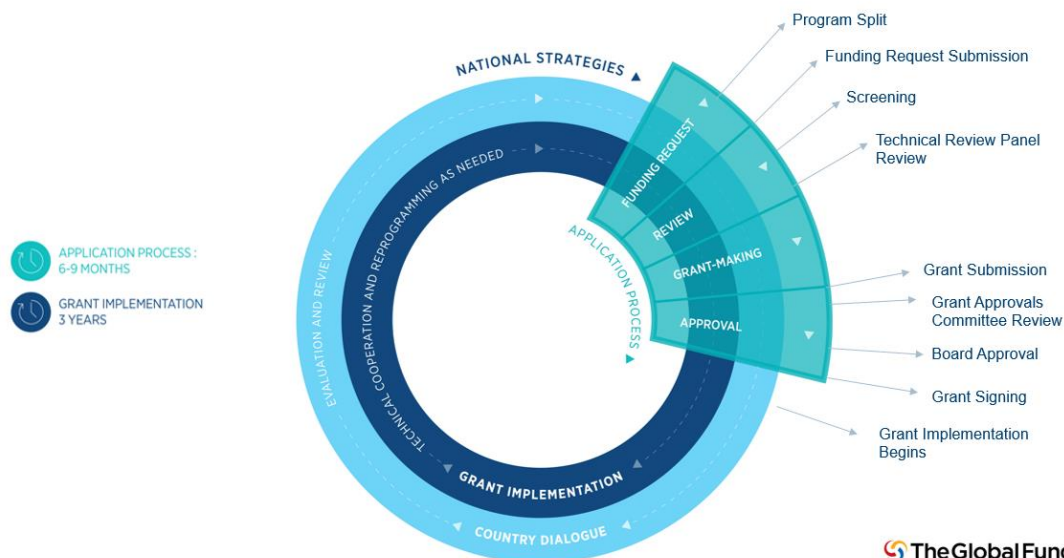 Program Split
NATIONAL STRATEGIES
Funding Request Submission
Screening
FUNDING REQUEST
Technical Review Panel
Review
REVIEW
TECHNICAL COOPERATION AND REPROGRAMMING AS NEEDED
EVALUATION AND REVIEW
APPLICATION PROCESS
GRANT-MAKING
APPLICATION PROCESS :
6-9 MONTHS
GRANT IMPLEMENTATION
3 YEARS
Grant Submission
Grant Approvals
Committee Review
APPROVAL
Board Approval
Grant Signing
Grant Implementation
Begins
GRANT IMPLEMENTATION
COUNTRY DIALOGUE
TheGlobalFun